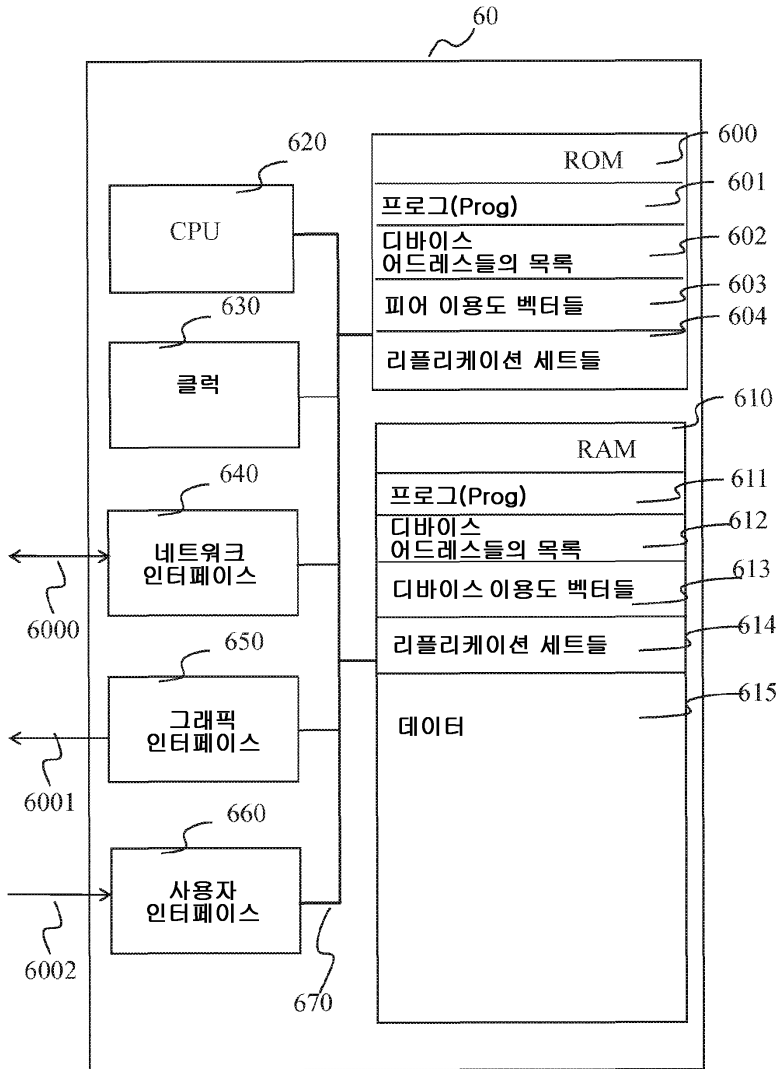 60
600
ROM
601
프로그(Prog)
602
디바이스
어드레스들의 목록
603
피어 이용도 벡터들
604
리플리케이션 세트들
620
CPU
630
클럭
610
RAM
611
프로그(Prog)
612
디바이스
어드레스들의 목록
613
디바이스 이용도 벡터들
614
리플리케이션 세트들
615
데이터
640
네트워크
인터페이스
6000
650
그래픽
인터페이스
6001
660
사용자
인터페이스
6002
670